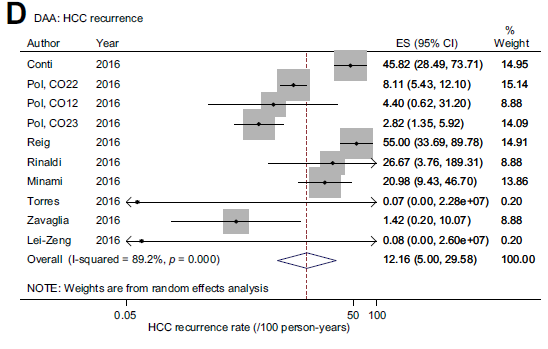 D DAA: HCC recurrence
Author Year ES (95% CI) % Weight
Conti 2016 45.82 (28.49, 73.71) 14.95
Pol, CO22 2016 8.11 (5.43, 12.10) 15.14
Pol, CO12 2016 4.40 (0.62, 31.20) 8.88
Pol, CO23 2016 2.82 (1.35, 5.92) 14.09
Reig 2016 55.00 (33.69, 89.78) 14.91
Rinaldi 2016 26.67 (3.76, 189.31) 8.88
Minami 2016 20.98 (9.43, 46.70) 13.86
Torres 2016 0.07 (0.00, 2.28e+07) 0.20
Zavaglia 2016 1.42 (0.20, 10.07) 8.88
Lei-Zeng 2016 0.08 (0.00, 2.60e+07) 0.20
Overall (I-squared = 89.2%, p = 0.000) 12.16 (5.00, 29.58) 100.00
NOTE: Weights are from random effects analysis
0.05 50 100
HCC recurrence rate (/100 person-years)